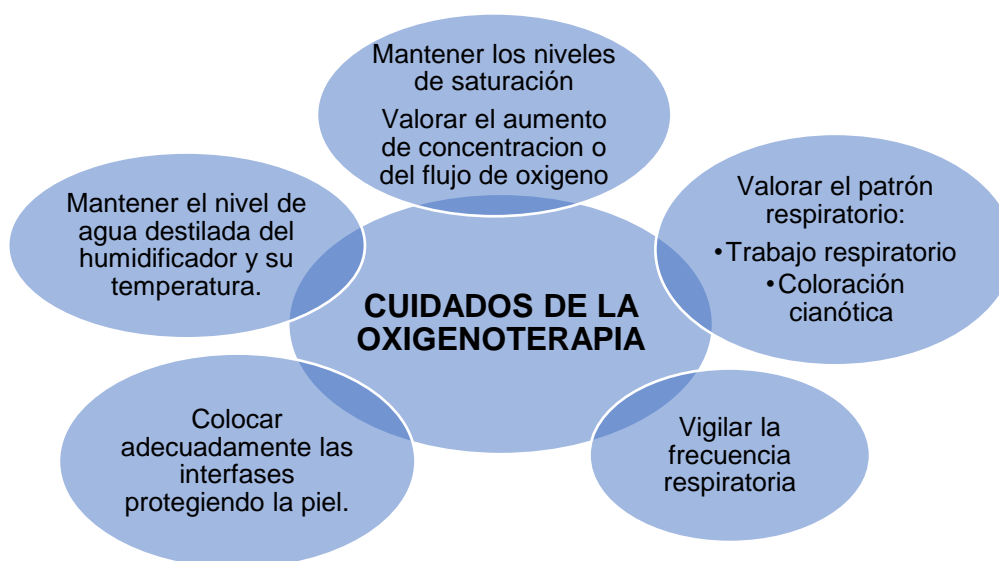 Mantener los niveles
de saturación
Valorar el aumento
de concentracion o
del flujo de oxigeno
Valorar el patrón
respiratorio:
•Trabajo respiratorio
•Coloración
cianótica
Mantener el nivel de
agua destilada del
humidificador y su
temperatura.
CUIDADOS DE LA
OXIGENOTERAPIA
Colocar
adecuadamente las
interfases
protegiendo la piel.
Vigilar la
frecuencia
respiratoria